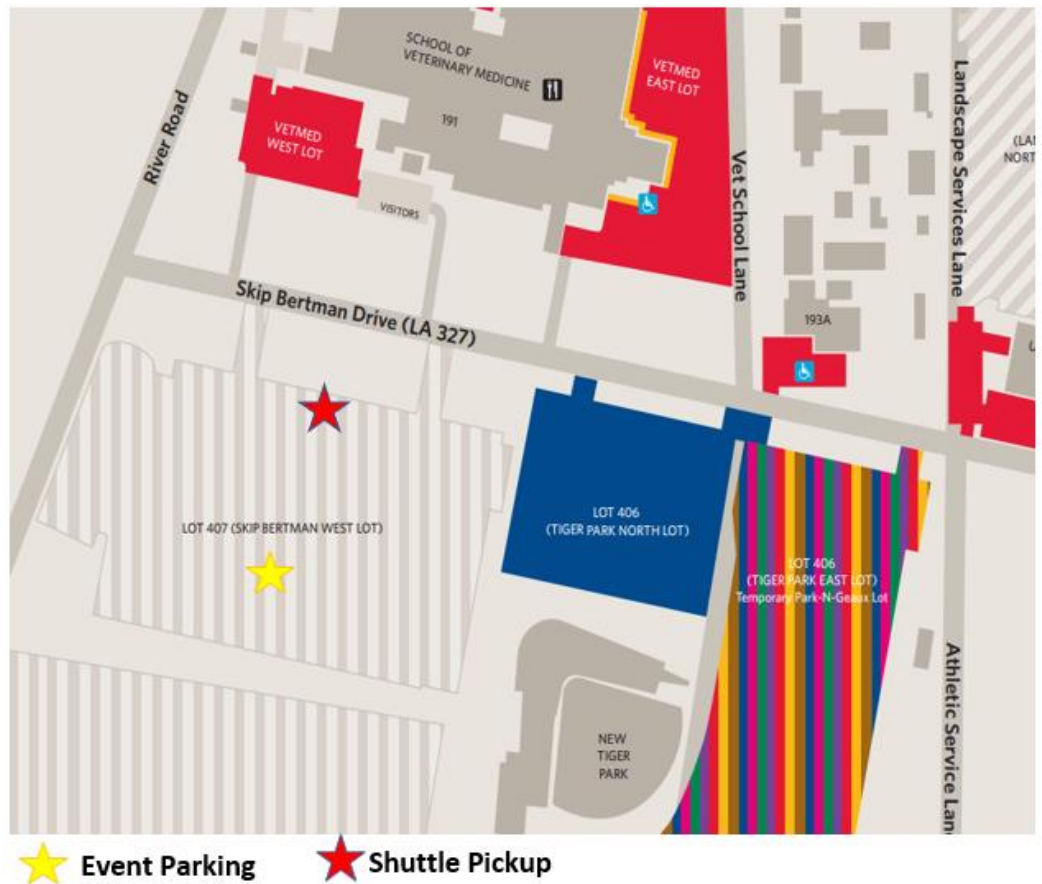 SCHOOL OF
VETERINARY MEDICINE
191
VETMED
EAST LOT
VETMED
WEST LOT
VISITORS
River Road
Vet School Lane
Landscape Services Lane
(LA
NORT
Skip Bertman Drive (LA 327)
193A
U
LOT 407 (SKIP BERTMAN WEST LOT)
LOT 406
(TIGER PARK NORTH LOT)
LOT 406
(TIGER PARK EAST LOT)
Temporary Park-N-Geaux Lot
NEW
TIGER
PARK
Athletic Service Lan
Event Parking
Shuttle Pickup